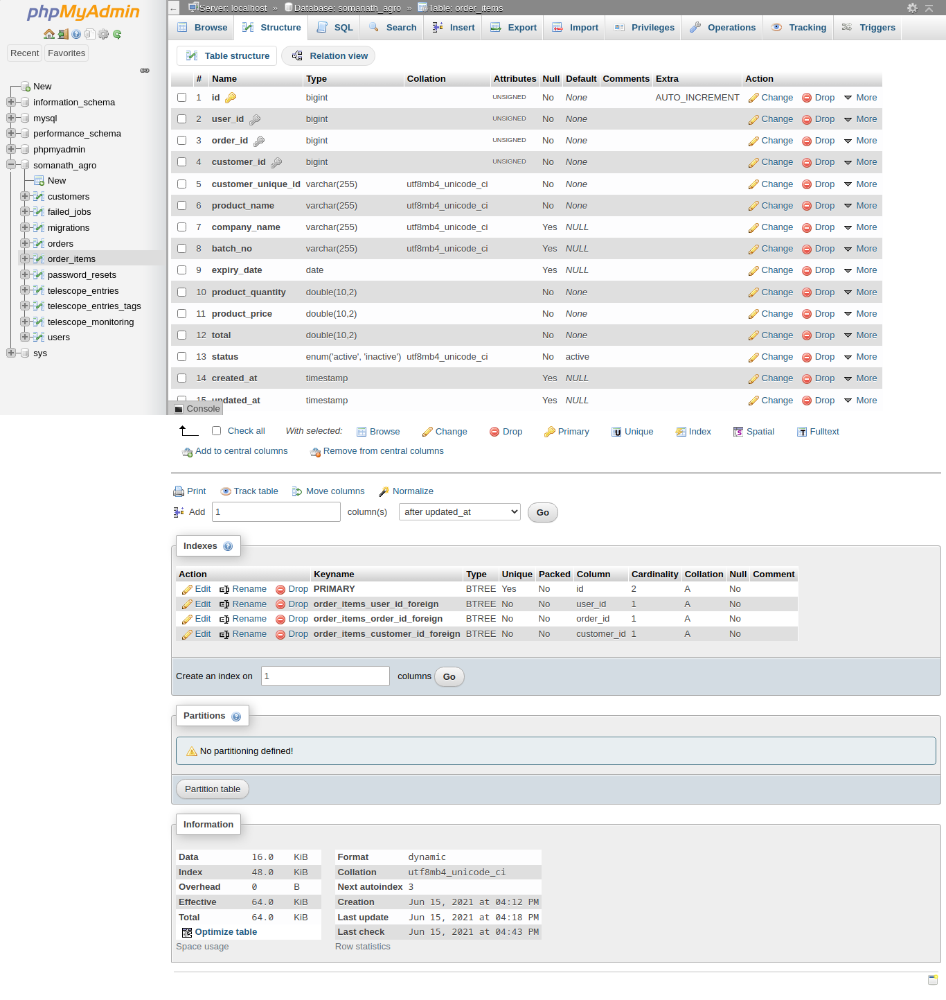 phpMyAdmin
Recent Favorites
New
information_schema
mysql
performance_schema
phpmyadmin
somanath_agro
New
customers
failed_jobs
migrations
orders
order_items
password_resets
telescope_entries
telescope_entries_tags
telescope_monitoring
users
sys
← Server: localhost » Database: somanath_agro » Table: order_items
Browse Structure SQL Search Insert Export Import Privileges Operations Tracking Triggers
Table structure Relation view
# Name Type Collation Attributes Null Default Comments Extra Action
1 id bigint UNSIGNED No None AUTO_INCREMENT Change Drop More
2 user_id bigint UNSIGNED No None Change Drop More
3 order_id bigint UNSIGNED No None Change Drop More
4 customer_id bigint UNSIGNED No None Change Drop More
5 customer_unique_id varchar(255) utf8mb4_unicode_ci No None Change Drop More
6 product_name varchar(255) utf8mb4_unicode_ci No None Change Drop More
7 company_name varchar(255) utf8mb4_unicode_ci Yes NULL Change Drop More
8 batch_no varchar(255) utf8mb4_unicode_ci Yes NULL Change Drop More
9 expiry_date date Yes NULL Change Drop More
10 product_quantity double(10,2) No None Change Drop More
11 product_price double(10,2) No None Change Drop More
12 total double(10,2) No None Change Drop More
13 status enum('active', 'inactive') utf8mb4_unicode_ci No active Change Drop More
14 created_at timestamp Yes NULL Change Drop More
15 updated_at timestamp Yes NULL Change Drop More
Console
Check all With selected: Browse Change Drop Primary Unique Index Spatial Fulltext
Add to central columns Remove from central columns
Print Track table Move columns Normalize
Add 1 column(s) after updated_at Go
Indexes
Action Keyname Type Unique Packed Column Cardinality Collation Null Comment
Edit Rename Drop PRIMARY BTREE Yes No id 2 A No
Edit Rename Drop order_items_user_id_foreign BTREE No No user_id 1 A No
Edit Rename Drop order_items_order_id_foreign BTREE No No order_id 1 A No
Edit Rename Drop order_items_customer_id_foreign BTREE No No customer_id 1 A No
Create an index on 1 columns Go
Partitions
No partitioning defined!
Partition table
Information
Data 16.0 KiB
Index 48.0 KiB
Overhead 0 B
Effective 64.0 KiB
Total 64.0 KiB
Optimize table
Space usage
Format dynamic
Collation utf8mb4_unicode_ci
Next autoindex 3
Creation Jun 15, 2021 at 04:12 PM
Last update Jun 15, 2021 at 04:18 PM
Last check Jun 15, 2021 at 04:43 PM
Row statistics